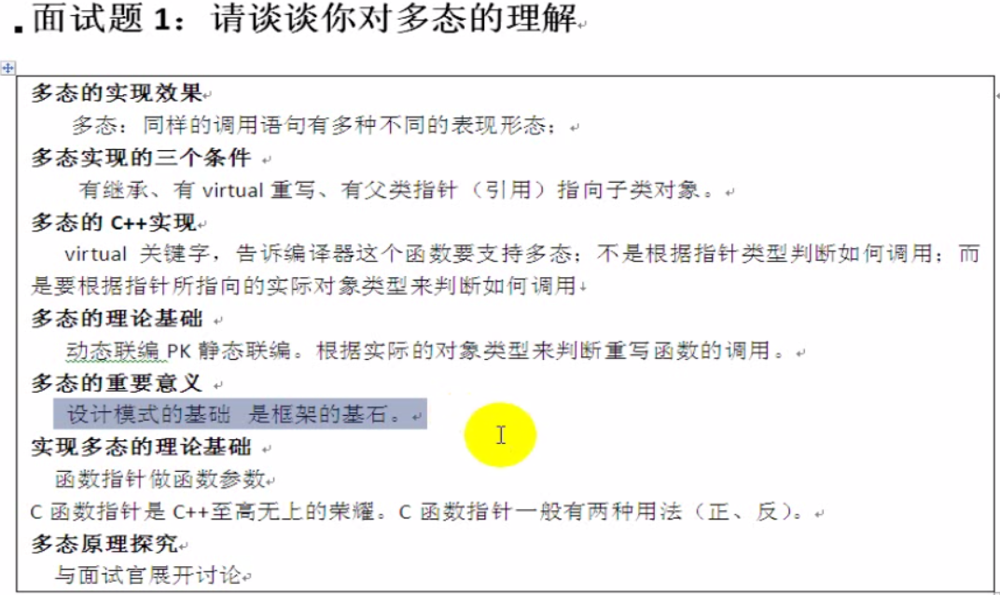 面试题 1：请谈谈你对多态的理解
多态的实现效果
多态：同样的调用语句有多种不同的表现形态；
多态实现的三个条件
有继承、有 virtual 重写、有父类指针（引用）指向子类对象。
多态的 C++实现
virtual 关键字，告诉编译器这个函数要支持多态；不是根据指针类型判断如何调用；而
是要根据指针所指向的实际对象类型来判断如何调用
多态的理论基础
动态联编 PK 静态联编。根据实际的对象类型来判断重写函数的调用。
多态的重要意义
设计模式的基础 是框架的基石。
实现多态的理论基础
函数指针做函数参数
C 函数指针是 C++至高无上的荣耀。C 函数指针一般有两种用法（正、反）。
多态原理探究
与面试官展开讨论